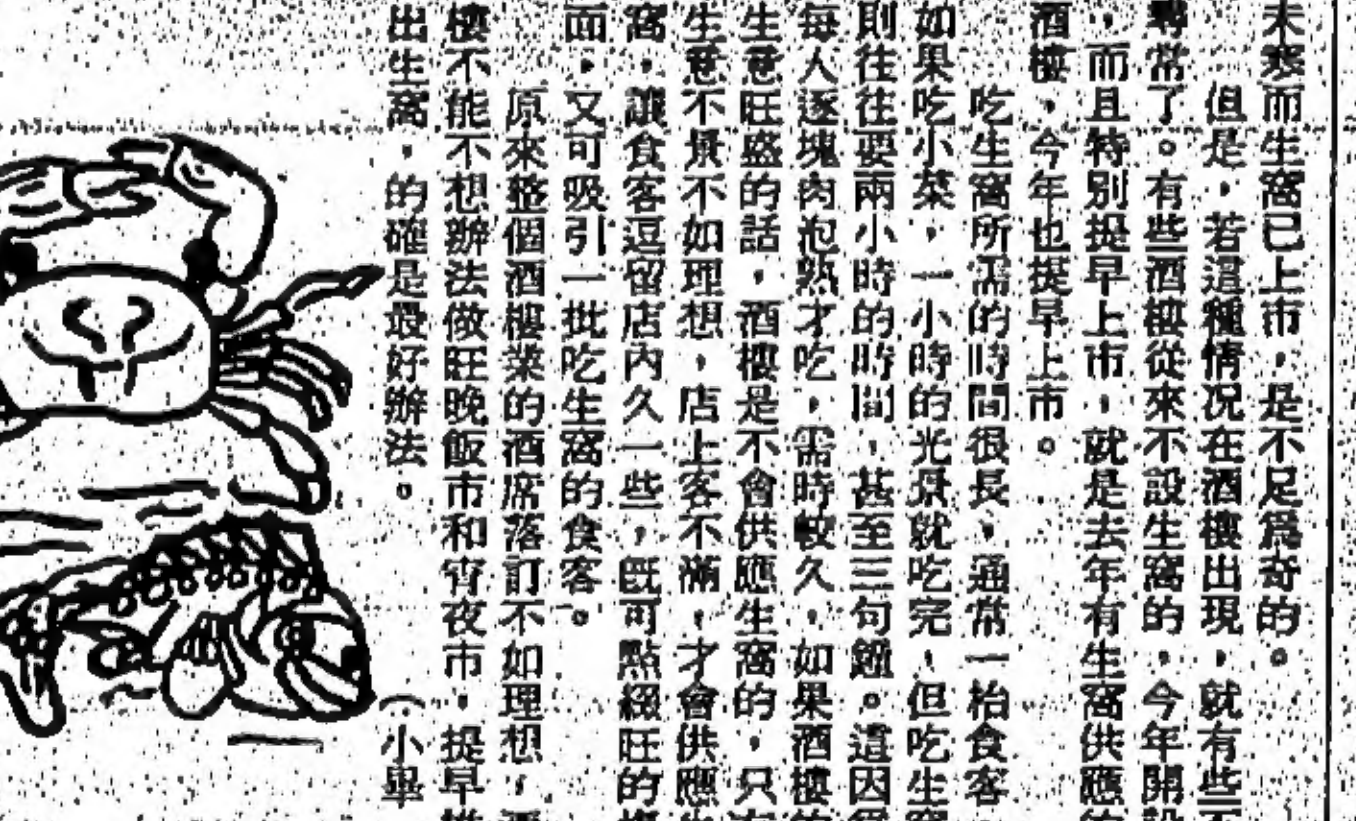 未寒而生窩已上市，是不足爲奇的。
但是，若這種情况在酒樓出現，就有些不
尋常了。有些酒樓從來不設生窩的，今年開設
，而且特別提早上市，就是去年有生窩供應的
酒樓，今年也提早上市。
吃生窩所需的時間很長，通常一枱食客，
如果吃小菜，一小時的光景就吃完，但吃生窩
則往往要兩小時的時間，甚至三句鐘。這因爲
每人逐塊肉泡熟才吃，需時較久，如果酒樓的
生意旺盛的話，酒樓是不會供應生窩的，只有
生意不景不如理想，店上客不滿，才會供應生
窩，讓食客逗留店內久一些，既可點綴旺的場
面，又可吸引一批吃生窩的食客。
原來整個酒樓業的酒席落訂不如理想，酒
樓不能不想辦法做旺晚飯市和宵夜市，提早推
出生窩，的確是最好辦法。（小畢